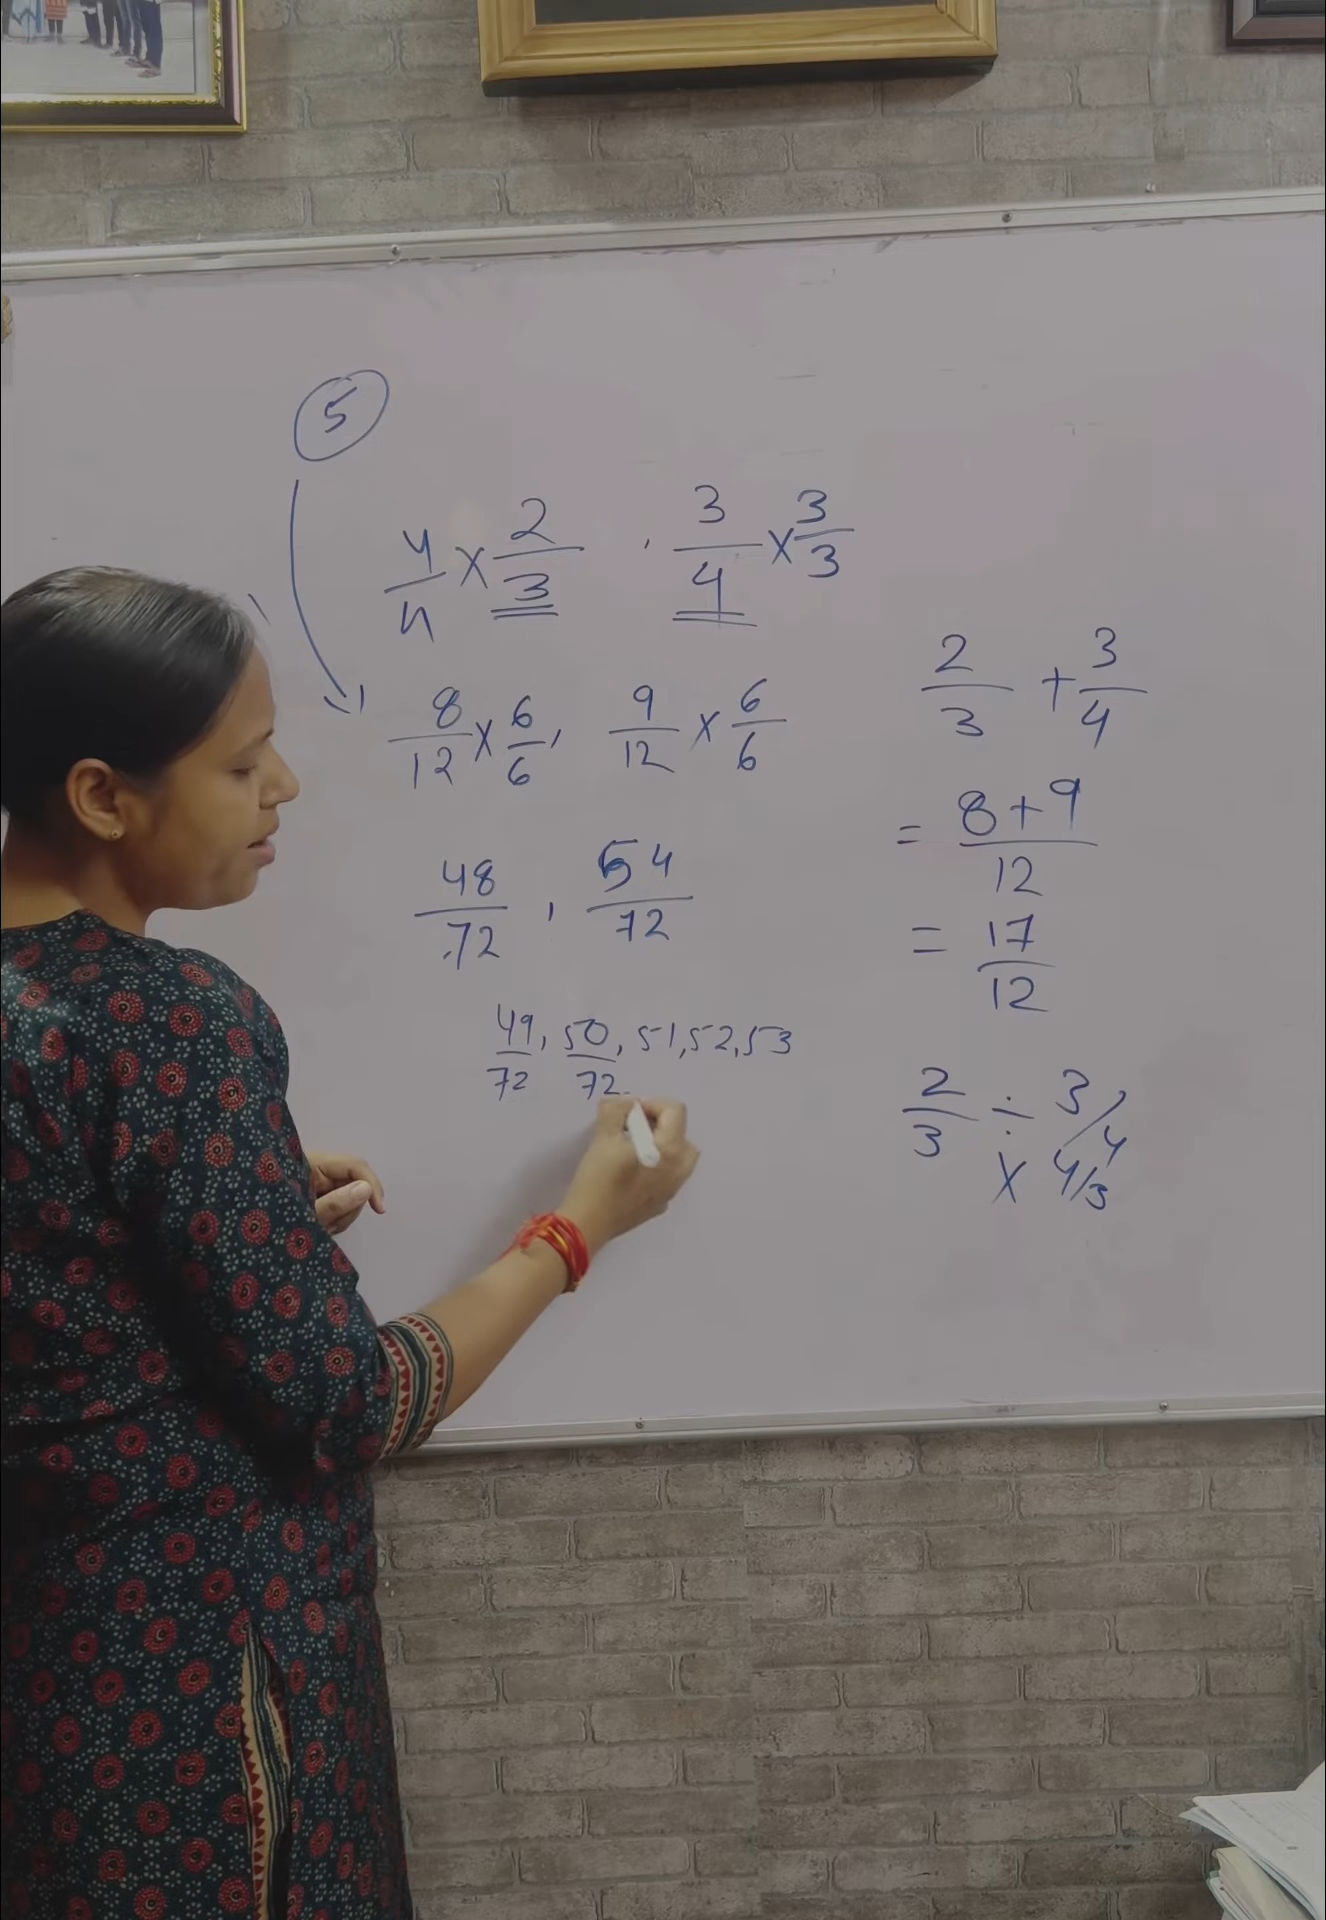 5
4/4 × 2/3 , 3/4 × 3/3
8/12 × 6/6 , 9/12 × 6/6
48/72 , 54/72
49/72, 50/72, 51, 52, 53
2/3 + 3/4
= 8+9/12
= 17/12
2/3 ÷ 3/4
× 4/3